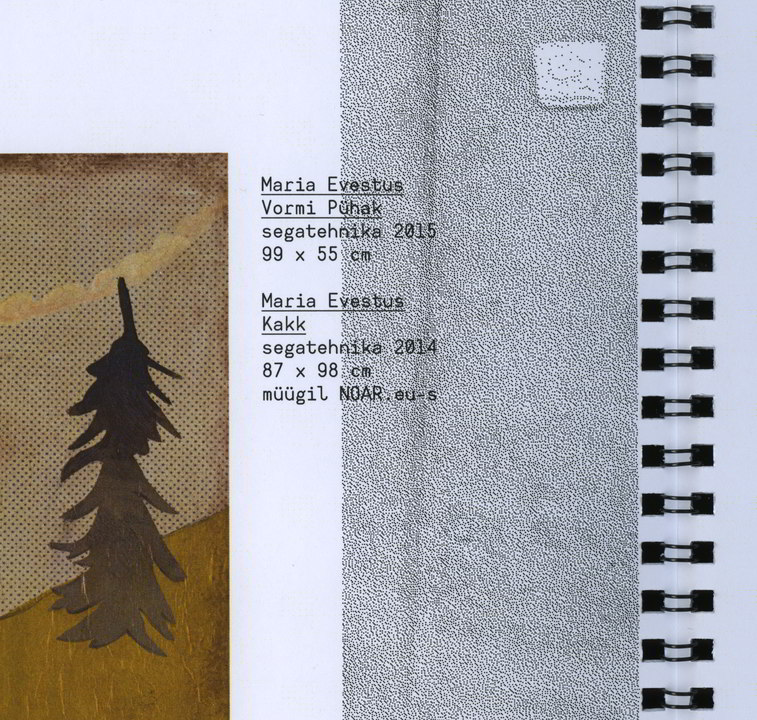 Maria Evestus
Vormi Pühak
segatehnika 2015
99 x 55 cm
Maria Evestus
Kakk
segatehnika 2014
87 x 98 cm
müügil NOAR.eu-s